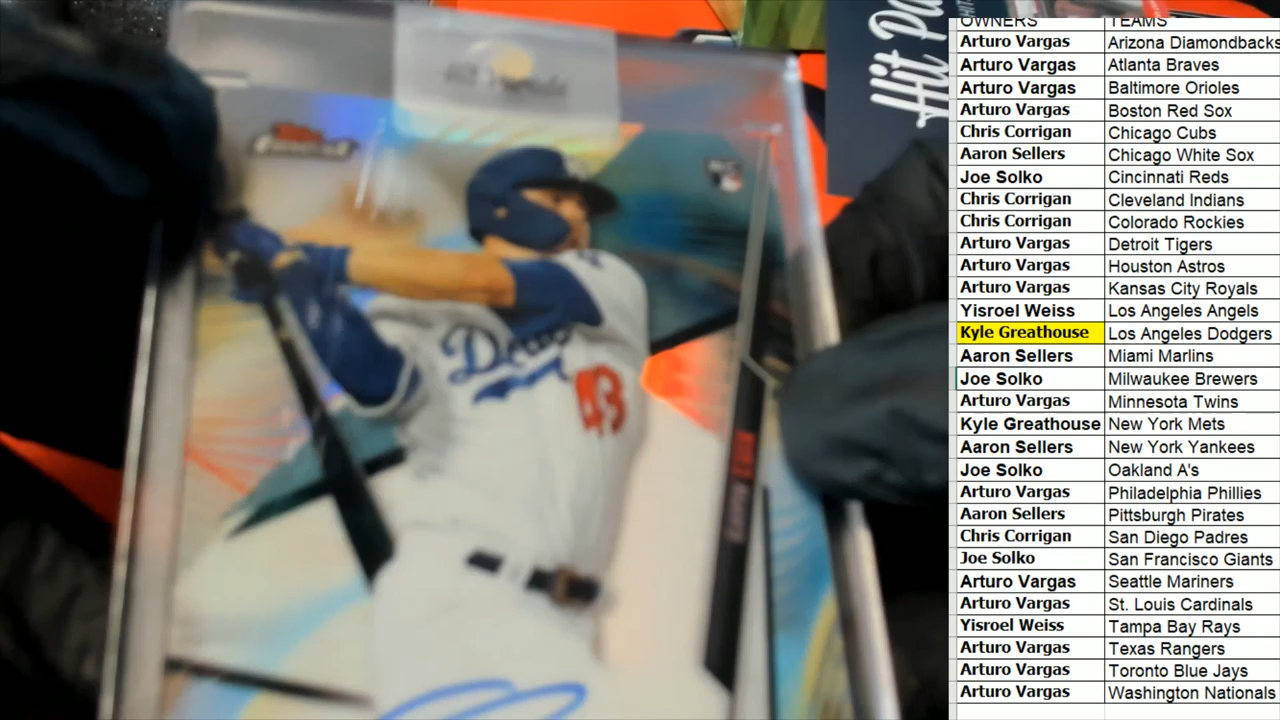 Hit Pa
OWNERS TEAMS
Arturo Vargas Arizona Diamondbacks
Arturo Vargas Atlanta Braves
Arturo Vargas Baltimore Orioles
Arturo Vargas Boston Red Sox
Chris Corrigan Chicago Cubs
Aaron Sellers Chicago White Sox
Joe Solko Cincinnati Reds
Chris Corrigan Cleveland Indians
Chris Corrigan Colorado Rockies
Arturo Vargas Detroit Tigers
Arturo Vargas Houston Astros
Arturo Vargas Kansas City Royals
Yisroel Weiss Los Angeles Angels
Kyle Greathouse Los Angeles Dodgers
Aaron Sellers Miami Marlins
Joe Solko Milwaukee Brewers
Arturo Vargas Minnesota Twins
Kyle Greathouse New York Mets
Aaron Sellers New York Yankees
Joe Solko Oakland A's
Arturo Vargas Philadelphia Phillies
Aaron Sellers Pittsburgh Pirates
Chris Corrigan San Diego Padres
Joe Solko San Francisco Giants
Arturo Vargas Seattle Mariners
Arturo Vargas St. Louis Cardinals
Yisroel Weiss Tampa Bay Rays
Arturo Vargas Texas Rangers
Arturo Vargas Toronto Blue Jays
Arturo Vargas Washington Nationals
43